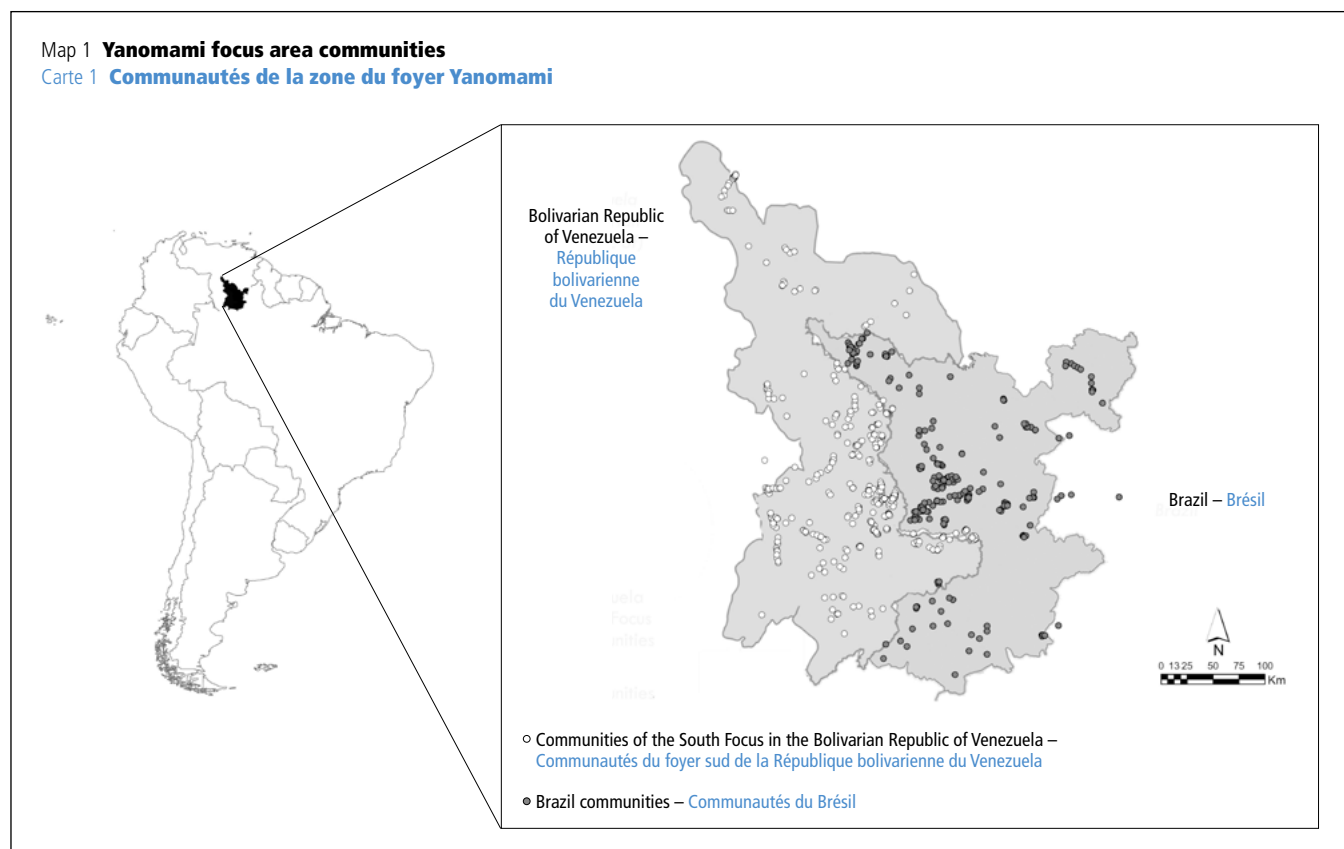 Map 1 Yanomami focus area communities
Carte 1 Communautés de la zone du foyer Yanomami
Bolivarian Republic
of Venezuela –
République
bolivarienne
du Venezuela
Brazil – Brésil
N
0 13 25 50 75 100
Km
Communities of the South Focus in the Bolivarian Republic of Venezuela –
Communautés du foyer sud de la République bolivarienne du Venezuela
Brazil communities – Communautés du Brésil